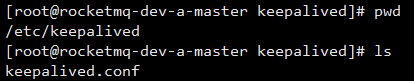 [root@rocketmq-dev-a-master keepalived]# pwd
/etc/keepalived
[root@rocketmq-dev-a-master keepalived]# ls
keepalived.conf